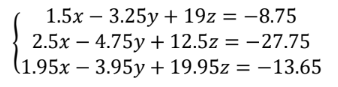 1.5x − 3.25y + 19z = −8.75
2.5x − 4.75y + 12.5z = −27.75
1.95x − 3.95y + 19.95z = −13.65